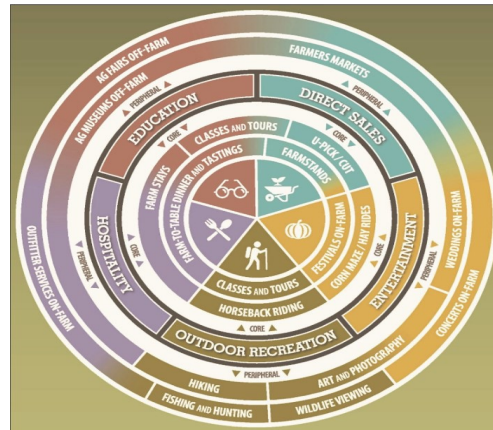 AG FAIRS OFF-FARM
FARMERS MARKETS
AG MUSEUMS OFF-FARM
PERIPHERAL
PERIPHERAL
EDUCATION
DIRECT SALES
CORE
CORE
CLASSES AND TOURS
U-PICK / CUT
FARM-TO-TABLE DINNER AND TASTINGS
FARMSTANDS
FARM STAYS
HOSTILITY
CORE
PERIPHERAL
OUTFITTER SERVICES ON-FARM
FESTIVALS ON-FARM
CORN MAZE / HAY RIDES
CORE
ENTERTAINMENT
PERIPHERAL
WEDDINGS ON-FARM
CONCERTS ON-FARM
CLASSES AND TOURS
HORSEBACK RIDING
CORE
OUTDOOR RECREATION
PERIPHERAL
HIKING
ART AND PHOTOGRAPHY
FISHING AND HUNTING
WILDLIFE VIEWING